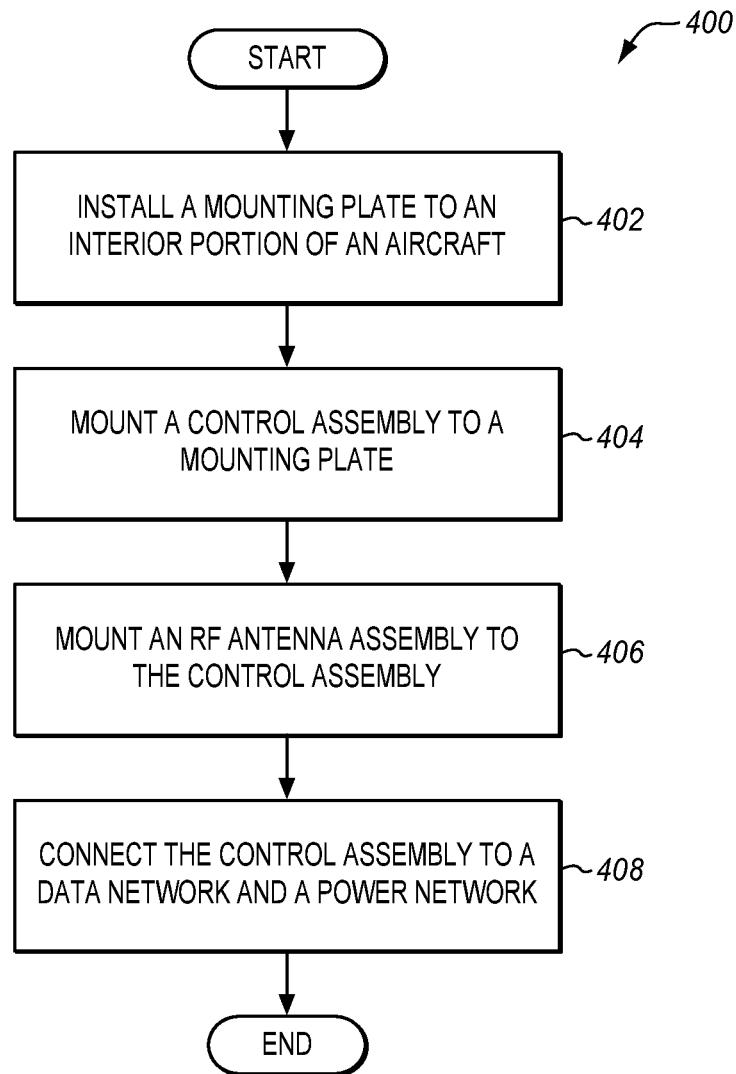 400
START
INSTALL A MOUNTING PLATE TO AN
INTERIOR PORTION OF AN AIRCRAFT
402
MOUNT A CONTROL ASSEMBLY TO A
MOUNTING PLATE
404
MOUNT AN RF ANTENNA ASSEMBLY TO
THE CONTROL ASSEMBLY
406
CONNECT THE CONTROL ASSEMBLY TO A
DATA NETWORK AND A POWER NETWORK
408
END